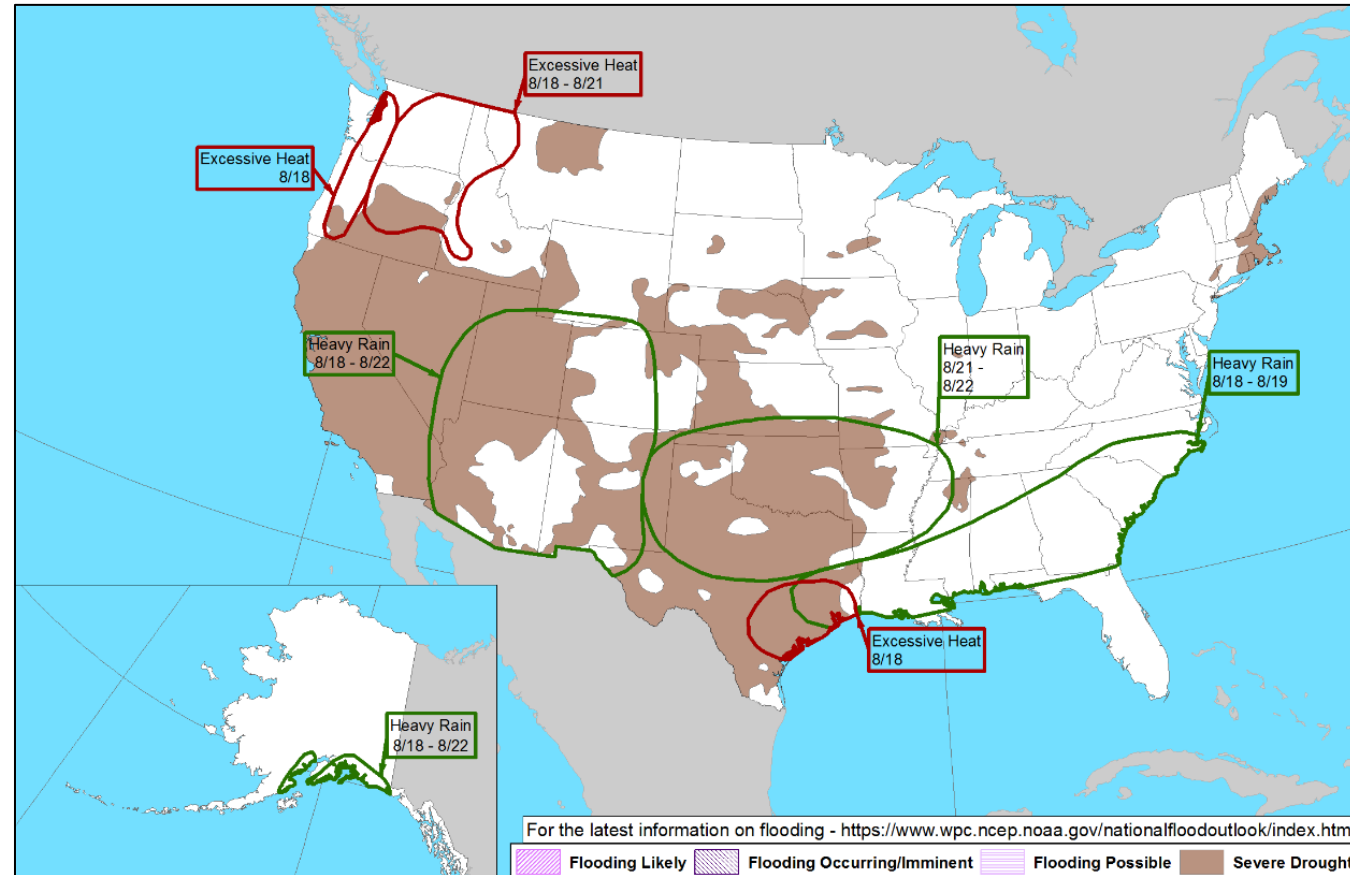 Excessive Heat
8/18 - 8/21
Excessive Heat
8/18
Heavy Rain
8/18 - 8/22
Heavy Rain
8/21 -
8/22
Heavy Rain
8/18 - 8/19
Excessive Heat
8/18
Heavy Rain
8/18 - 8/22
For the latest information on flooding - https://www.wpc.ncep.noaa.gov/nationalfloodoutlook/index.htm
Flooding Likely Flooding Occurring/Imminent Flooding Possible Severe Drought